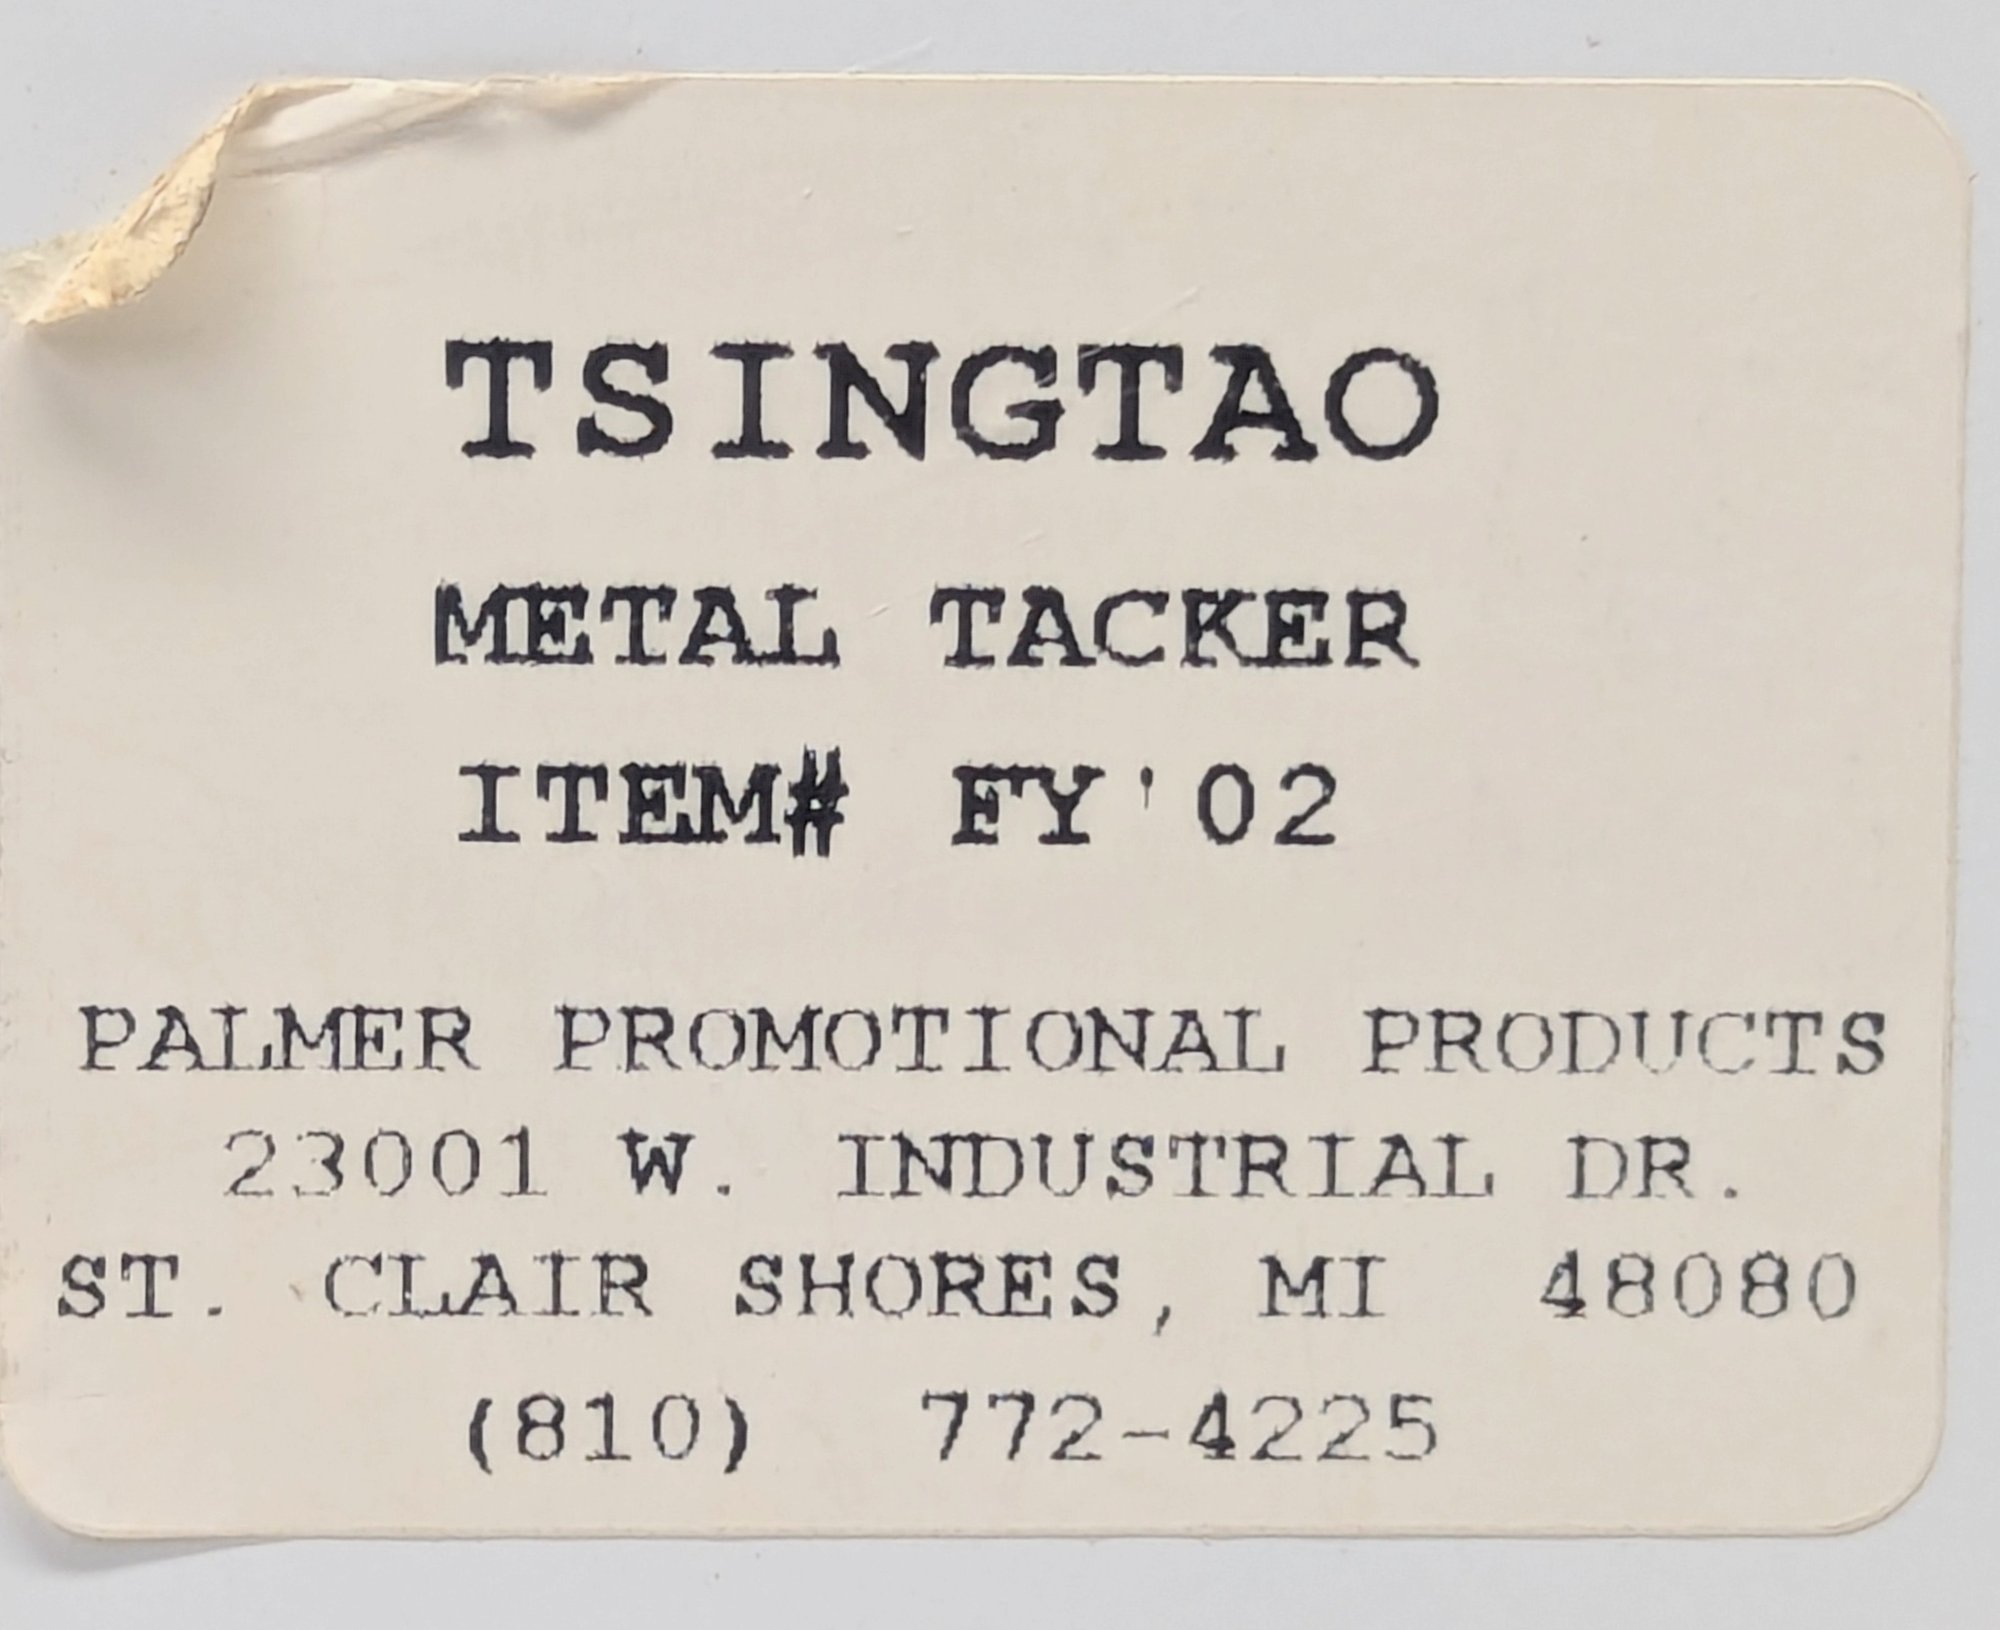 TSINGTAO
METAL TACKER
ITEM# FY'02
PALMER PROMOTIONAL PRODUCTS
23001 W. INDUSTRIAL DR.
ST. CLAIR SHORES, MI 48080
(810) 772-4225